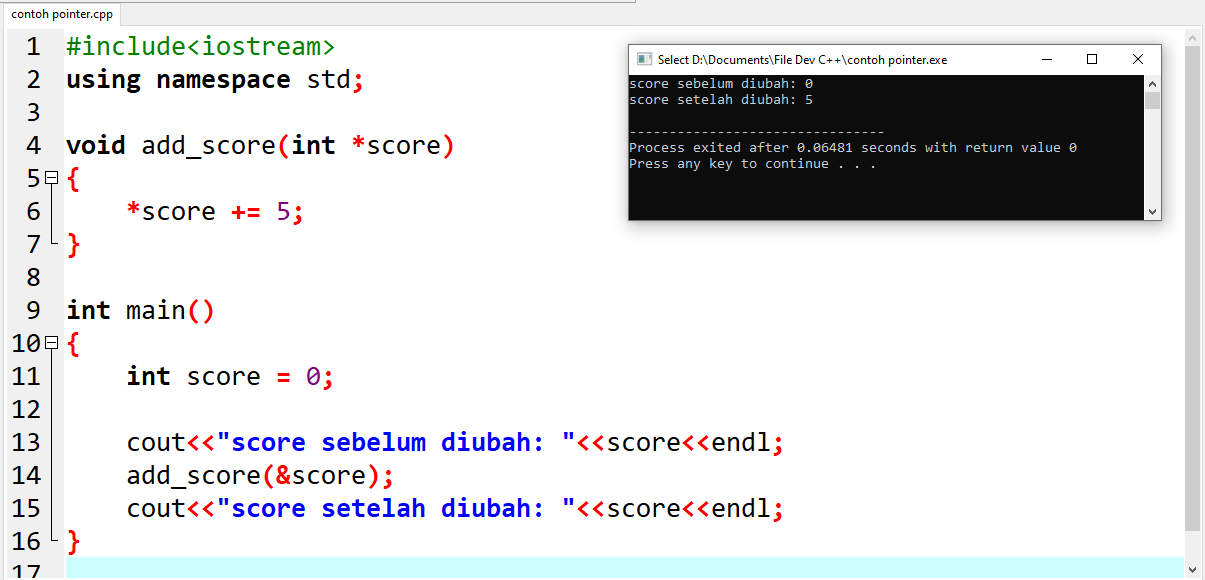 contoh pointer.cpp
1 #include<iostream>
2 using namespace std;
3
4 void add_score(int *score)
5 {
6 *score += 5;
7 }
8
9 int main()
10 {
11 int score = 0;
12
13 cout<<"score sebelum diubah: "<<score<<endl;
14 add_score(&score);
15 cout<<"score setelah diubah: "<<score<<endl;
16 }
17
Select D:\Documents\File Dev C++\contoh pointer.exe
score sebelum diubah: 0
score setelah diubah: 5
--------------------------------
Process exited after 0.06481 seconds with return value 0
Press any key to continue . . .